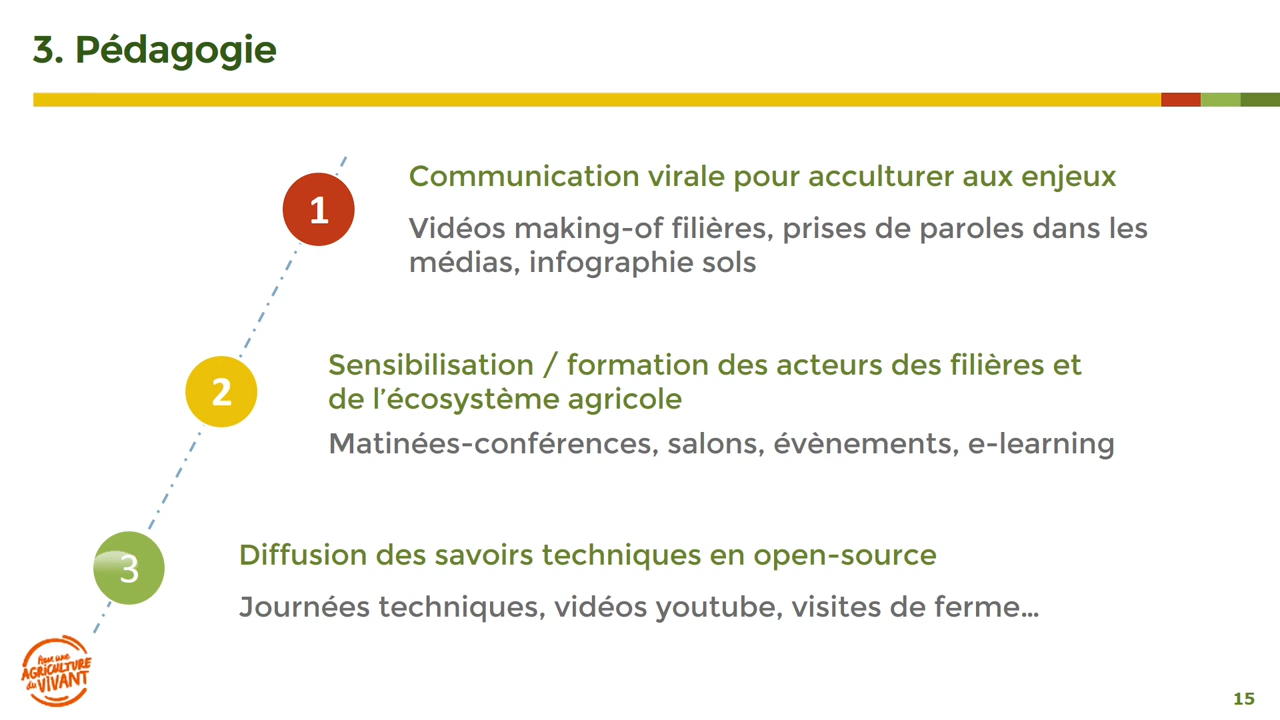 3. Pédagogie
1
Communication virale pour acculturer aux enjeux
Vidéos making-of filières, prises de paroles dans les
médias, infographie sols
2
Sensibilisation / formation des acteurs des filières et
de l’écosystème agricole
Matinées-conférences, salons, évènements, e-learning
3
Diffusion des savoirs techniques en open-source
Journées techniques, vidéos youtube, visites de ferme…
Pour une
AGRICULTURE
du VIVANT
15